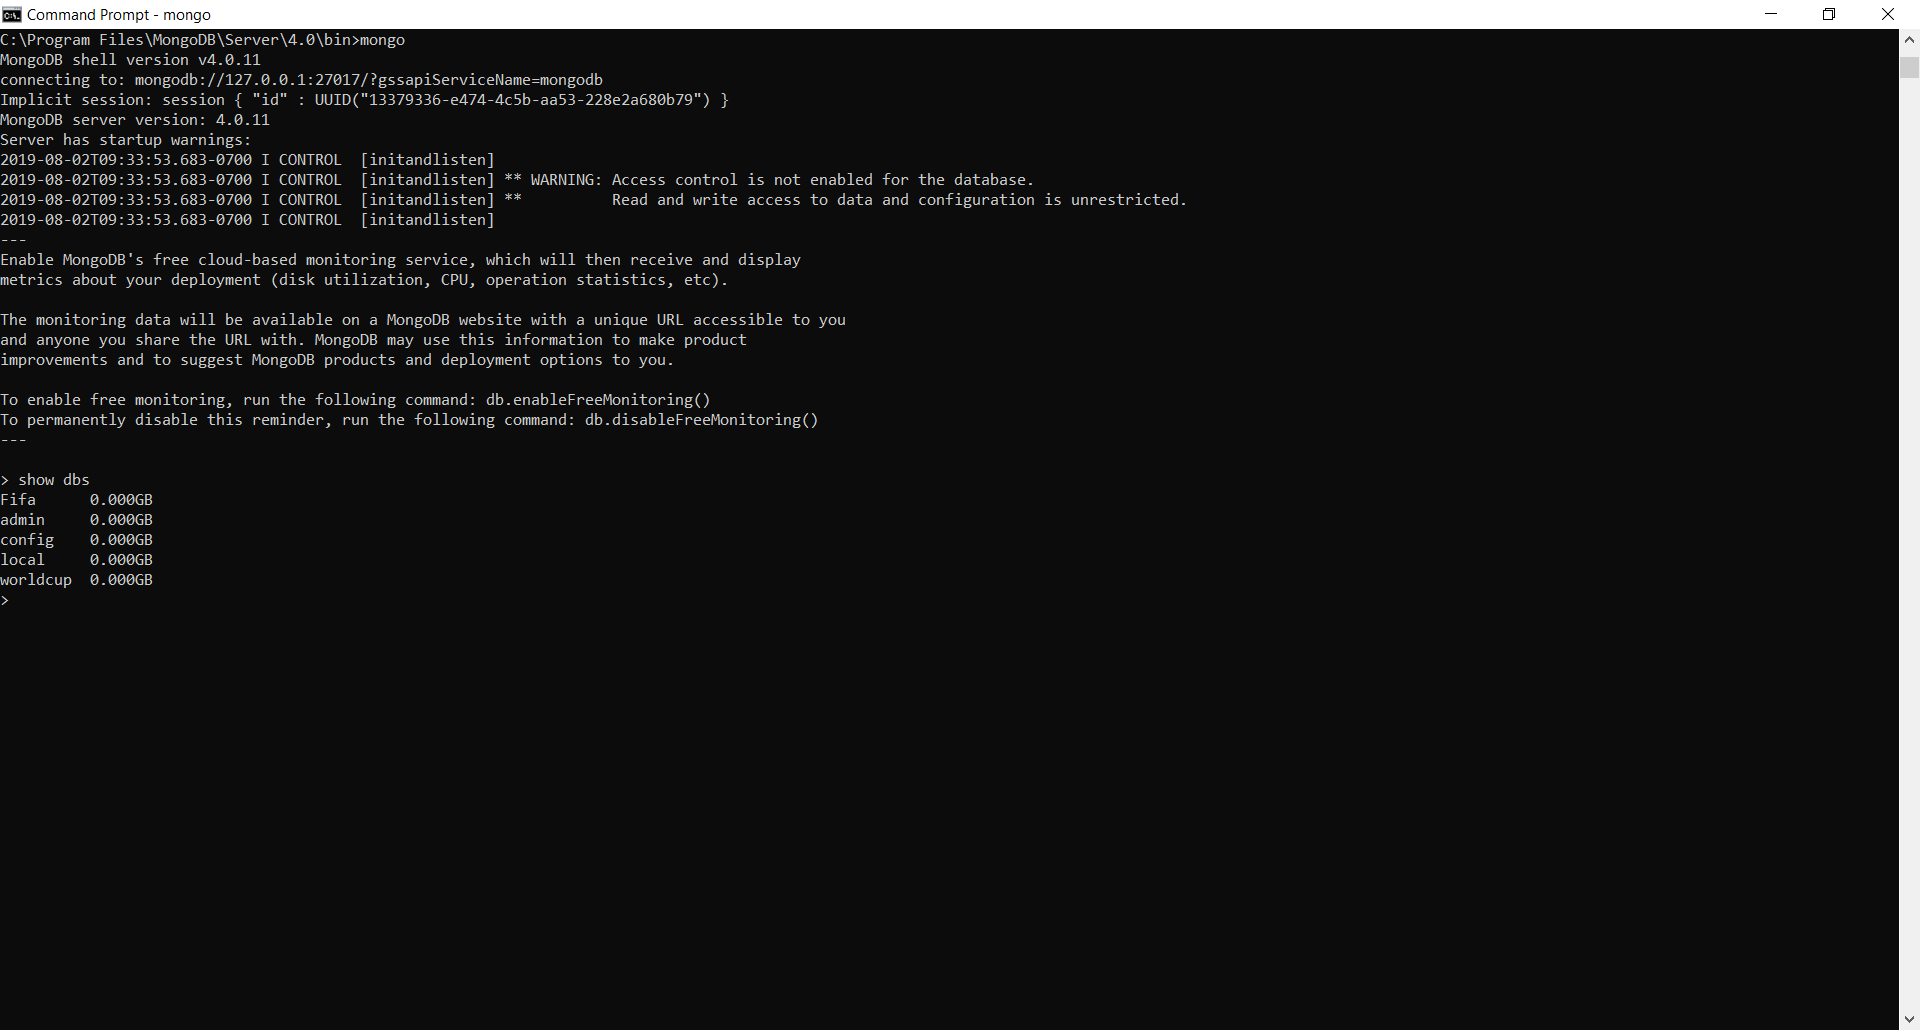 Command Prompt - mongo
C:\Program Files\MongoDB\Server\4.0\bin>mongo
MongoDB shell version v4.0.11
connecting to: mongodb://127.0.0.1:27017/?gssapiServiceName=mongodb
Implicit session: session { "id" : UUID("13379336-e474-4c5b-aa53-228e2a680b79") }
MongoDB server version: 4.0.11
Server has startup warnings:
2019-08-02T09:33:53.683-0700 I CONTROL  [initandlisten]
2019-08-02T09:33:53.683-0700 I CONTROL  [initandlisten] ** WARNING: Access control is not enabled for the database.
2019-08-02T09:33:53.683-0700 I CONTROL  [initandlisten] **          Read and write access to data and configuration is unrestricted.
2019-08-02T09:33:53.683-0700 I CONTROL  [initandlisten]
---
Enable MongoDB's free cloud-based monitoring service, which will then receive and display
metrics about your deployment (disk utilization, CPU, operation statistics, etc).
The monitoring data will be available on a MongoDB website with a unique URL accessible to you
and anyone you share the URL with. MongoDB may use this information to make product
improvements and to suggest MongoDB products and deployment options to you.
To enable free monitoring, run the following command: db.enableFreeMonitoring()
To permanently disable this reminder, run the following command: db.disableFreeMonitoring()
---
> show dbs
Fifa      0.000GB
admin     0.000GB
config    0.000GB
local     0.000GB
worldcup  0.000GB
>